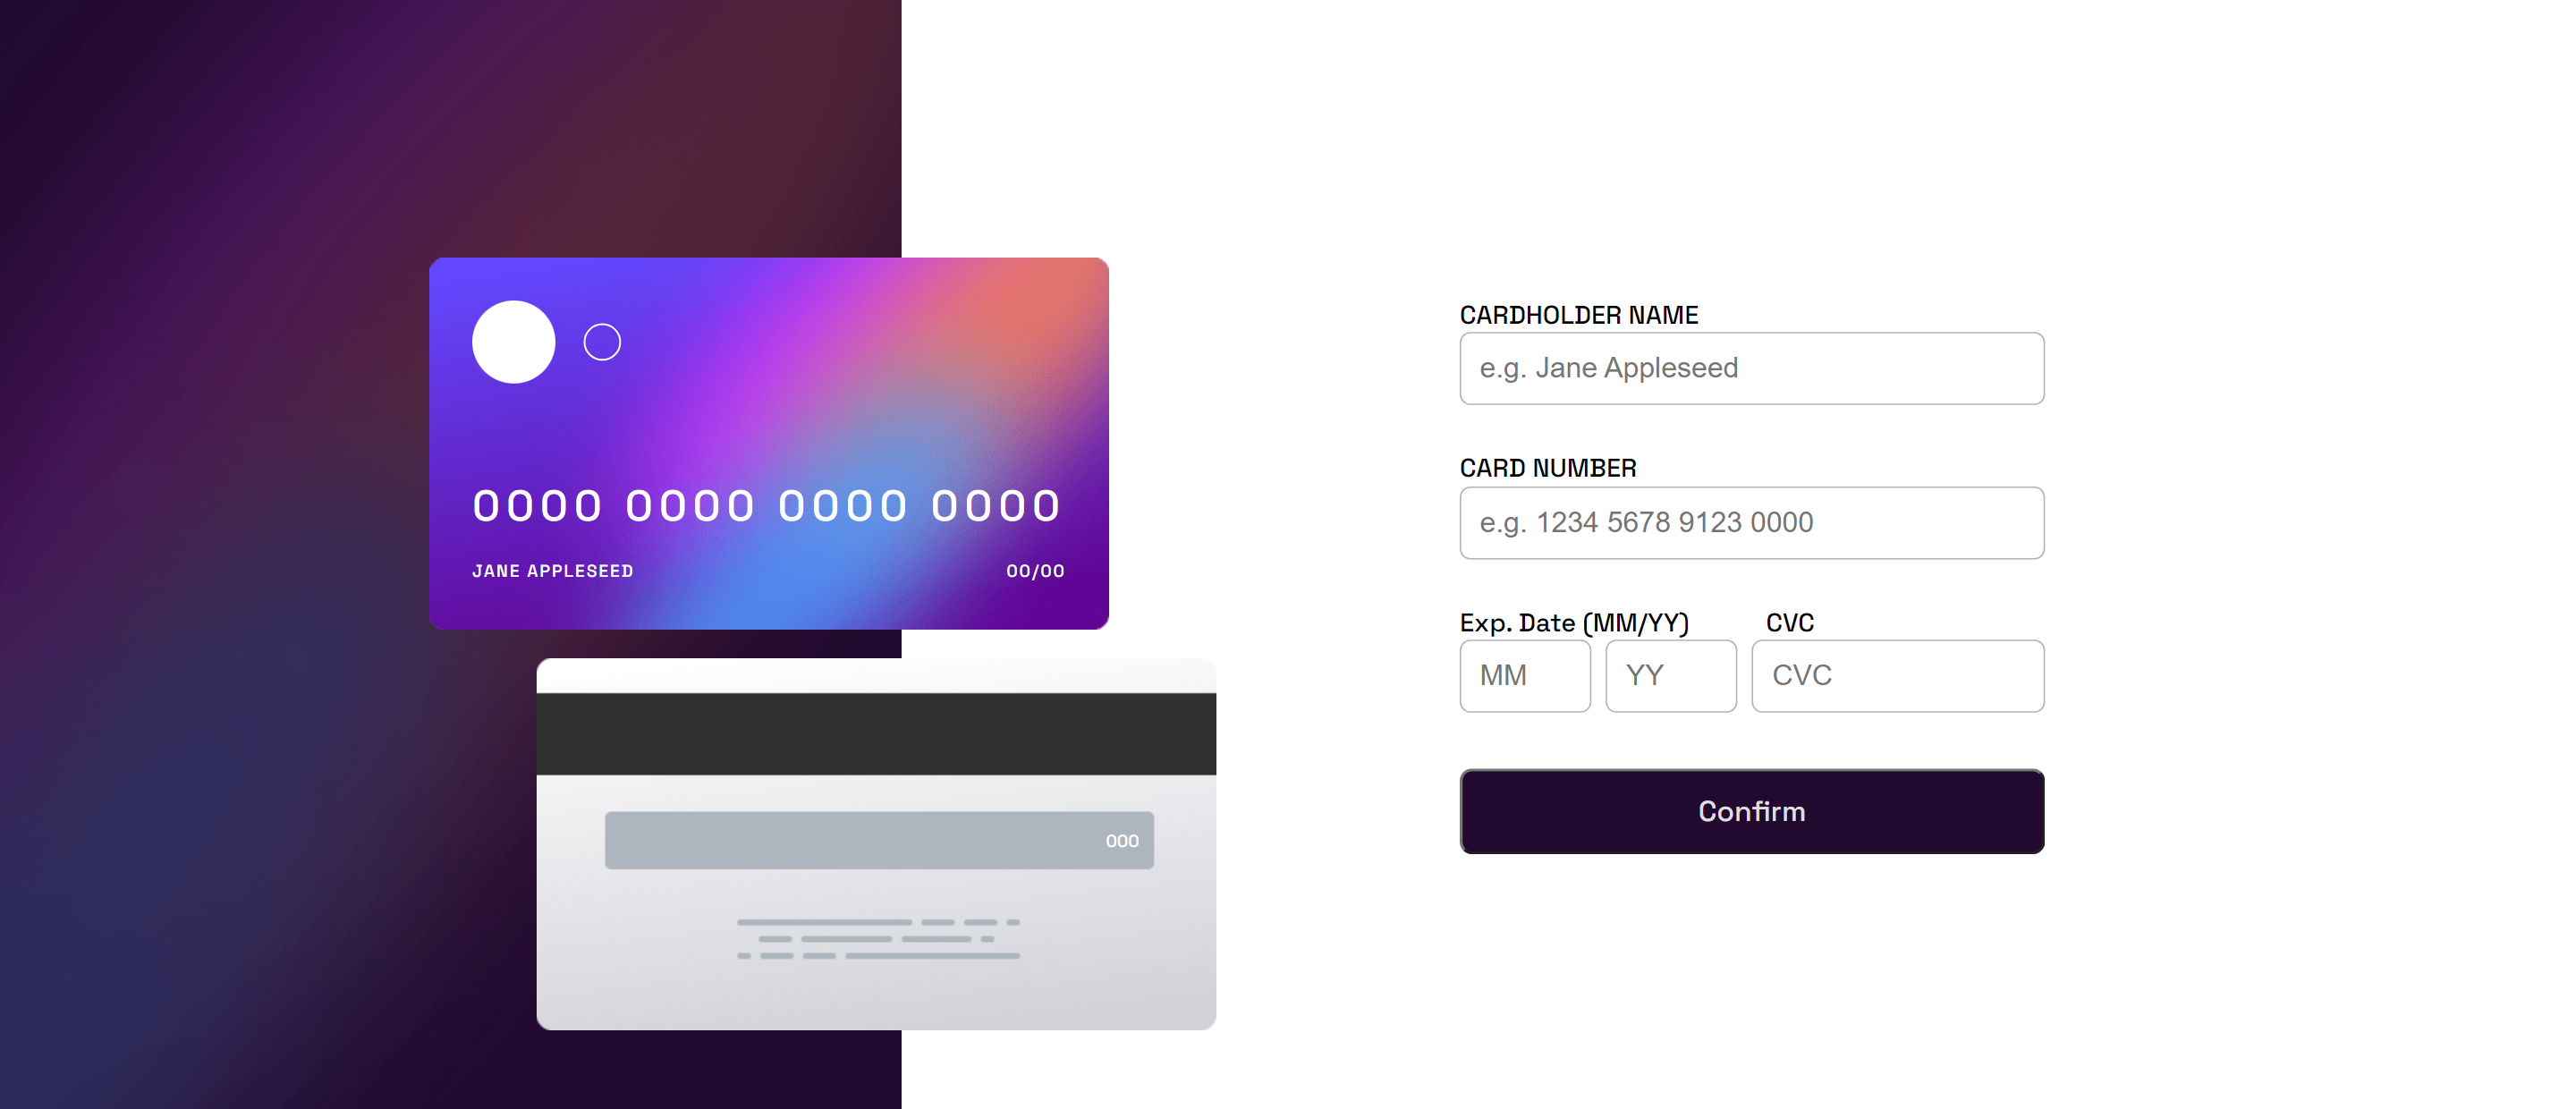 0000 0000 0000 0000
JANE APPLESEED 00/00
000
CARDHOLDER NAME
e.g. Jane Appleseed
CARD NUMBER
e.g. 1234 5678 9123 0000
Exp. Date (MM/YY) CVC
MM YY CVC
Confirm